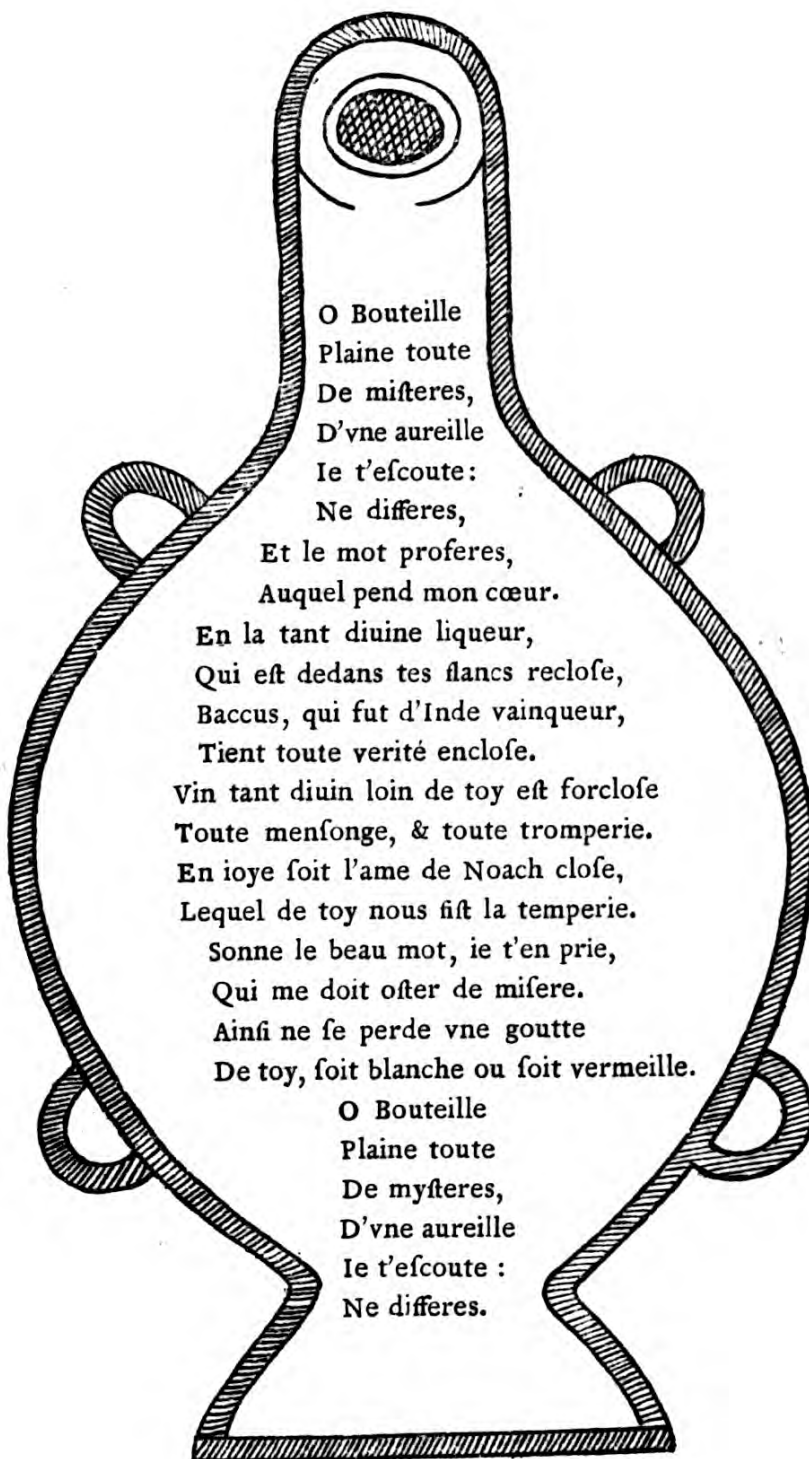 O Bouteille
Plaine toute
De miſteres,
D'vne aureille
Ie t'eſcoute :
Ne differes,
Et le mot proferes,
Auquel pend mon cœur.
En la tant diuine liqueur,
Qui eſt dedans tes flancs recloſe,
Baccus, qui fut d'Inde vainqueur,
Tient toute verité encloſe.
Vin tant diuin loin de toy eſt forcloſe
Toute menſonge, & toute tromperie.
En ioye ſoit l'ame de Noach cloſe,
Lequel de toy nous fiſt la temperie.
Sonne le beau mot, ie t'en prie,
Qui me doit oſter de miſere.
Ainſi ne ſe perde vne goutte
De toy, ſoit blanche ou ſoit vermeille.
O Bouteille
Plaine toute
De myſteres,
D'vne aureille
Ie t'eſcoute :
Ne differes.